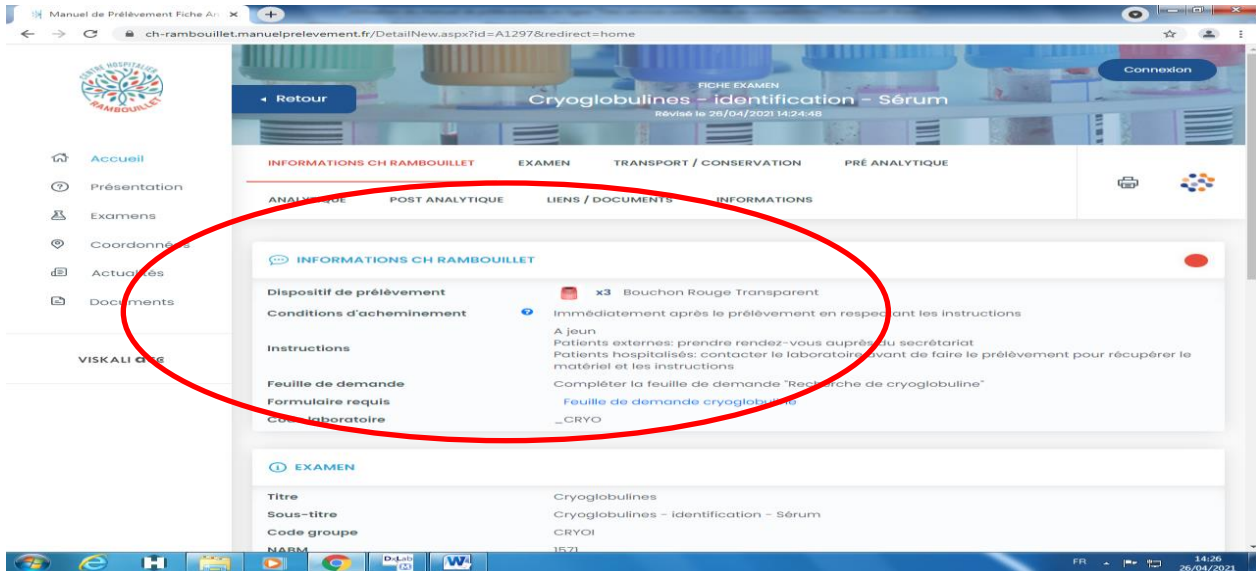 Manuel de Prélèvement Fiche An
ch-rambouillet.manuelprelevement.fr/DetailNew.aspx?id=A1297&redirect=home
CENTRE HOSPITALIER
RAMBOUILLET
Retour
FICHE EXAMEN
Cryoglobulines - identification - Sérum
Révisé le 26/04/2021 14:24:48
Connexion
Accueil
Présentation
Examens
Coordonnées
Actualités
Documents
VISKALI
INFORMATIONS CH RAMBOUILLET EXAMEN TRANSPORT / CONSERVATION PRÉ ANALYTIQUE
ANALYTIQUE POST ANALYTIQUE LIENS / DOCUMENTS INFORMATIONS
INFORMATIONS CH RAMBOUILLET
Dispositif de prélèvement x3 Bouchon Rouge Transparent
Conditions d'acheminement Immédiatement après le prélèvement en respectant les instructions
Instructions A jeun
Patients externes: prendre rendez-vous auprès du secrétariat
Patients hospitalisés: contacter le laboratoire avant de faire le prélèvement pour récupérer le
matériel et les instructions
Feuille de demande Compléter la feuille de demande "Recherche de cryoglobuline"
Formulaire requis Feuille de demande cryoglobuline
Code laboratoire _CRYO
EXAMEN
Titre Cryoglobulines
Sous-titre Cryoglobulines - identification - Sérum
Code groupe CRYOI
NABM 1571
DxLab
FR
14:26
26/04/2021